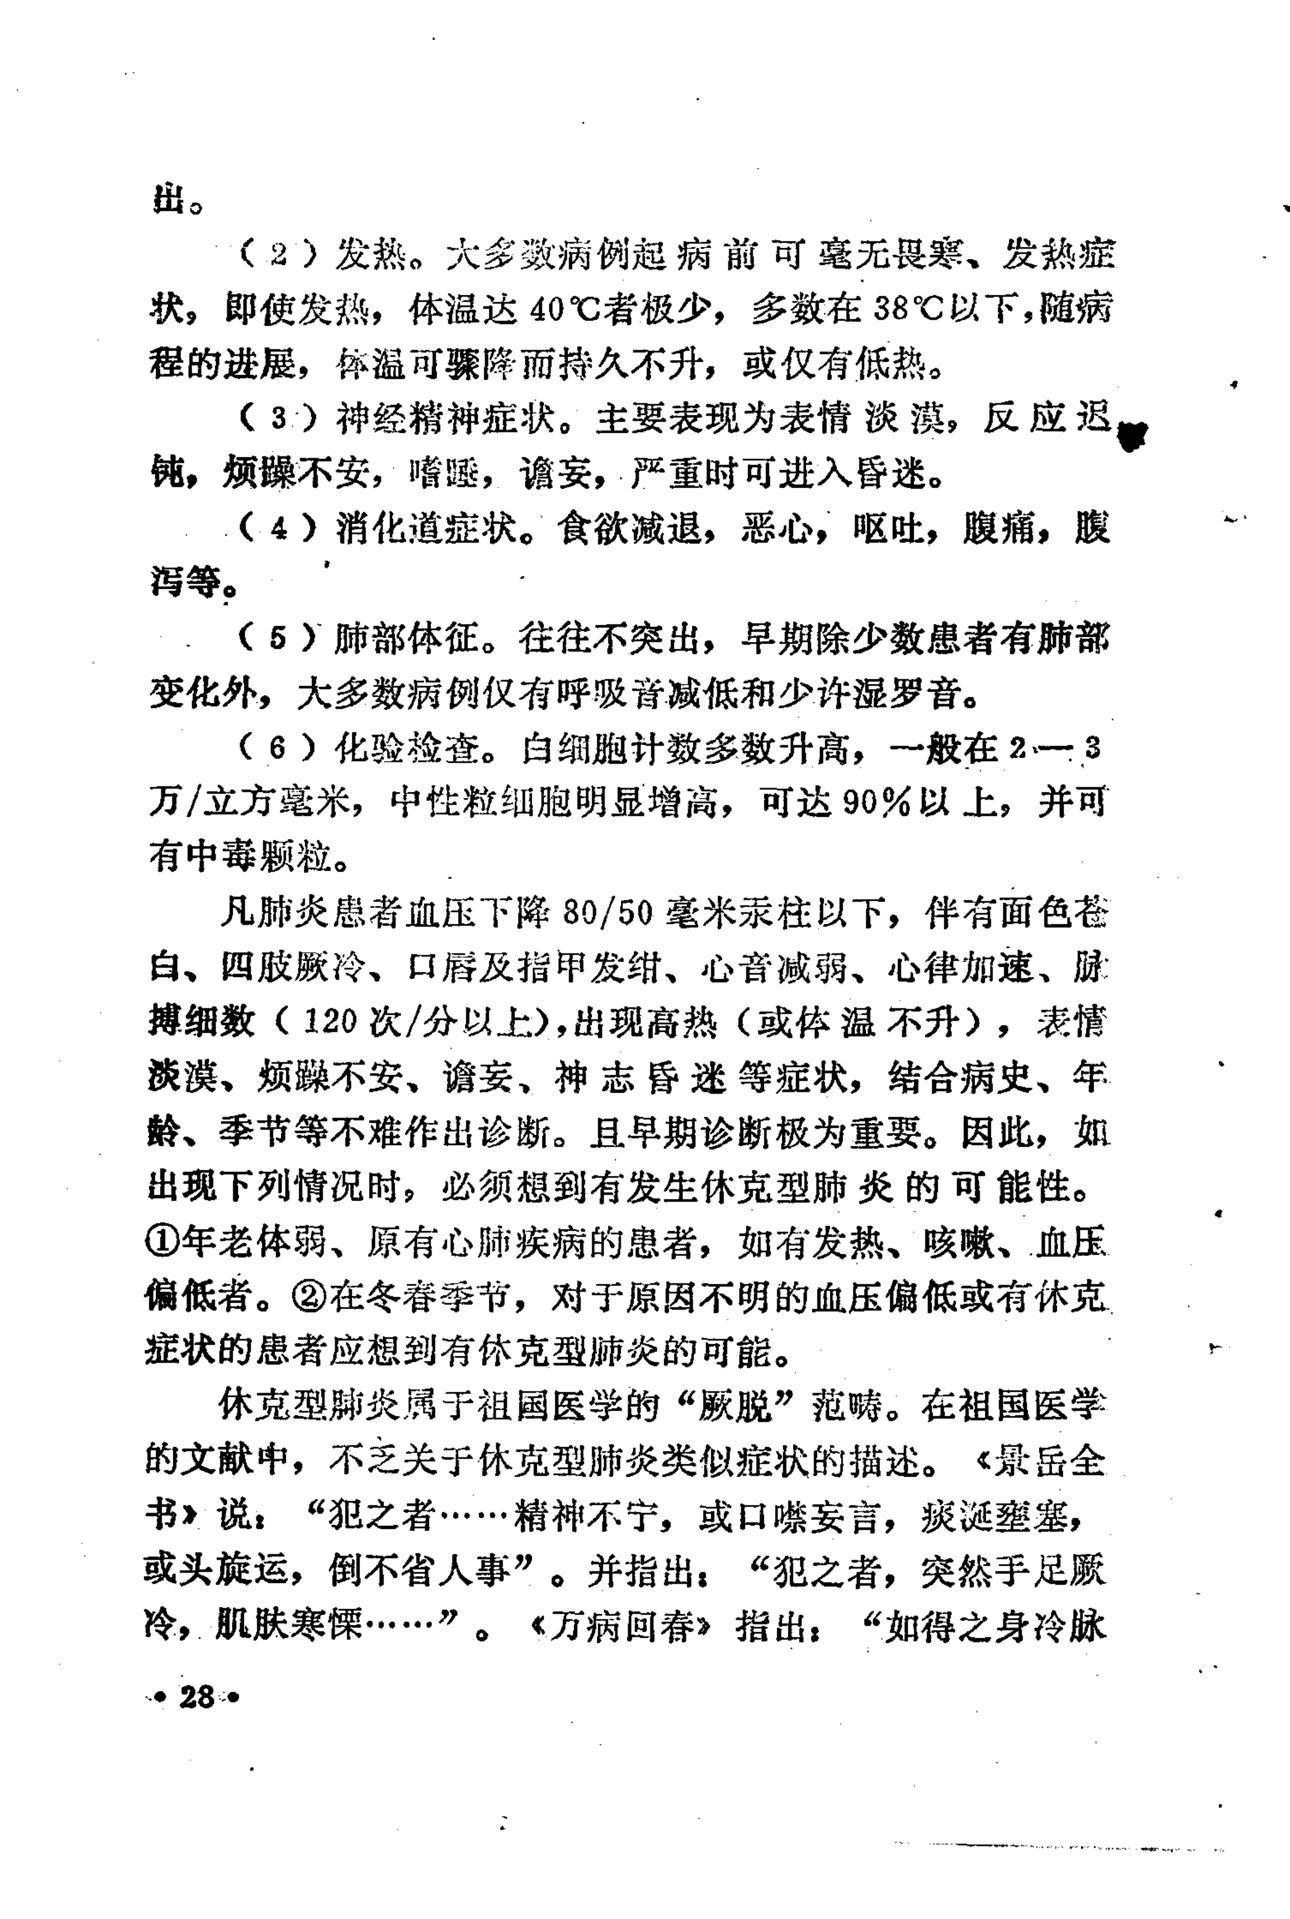 出。
（2）发热。大多数病例起病前可毫无畏寒、发热症
状，即使发热，体温达40℃者极少，多数在38℃以下，随病
程的进展，体温可骤降而持久不升，或仅有低热。
（3）神经精神症状。主要表现为表情淡漠，反应迟
钝，烦躁不安，嗜睡，谵妄，严重时可进入昏迷。
（4）消化道症状。食欲减退，恶心，呕吐，腹痛，腹
泻等。
（5）肺部体征。往往不突出，早期除少数患者有肺部
变化外，大多数病例仅有呼吸音减低和少许湿罗音。
（6）化验检查。白细胞计数多数升高，一般在2—3
万/立方毫米，中性粒细胞明显增高，可达90%以上，并可
有中毒颗粒。
凡肺炎患者血压下降80/50毫米汞柱以下，伴有面色苍
白、四肢厥冷、口唇及指甲发绀、心音减弱、心律加速、脉
搏细数（120次/分以上），出现高热（或体温不升），表情
淡漠、烦躁不安、谵妄、神志昏迷等症状，结合病史、年
龄、季节等不难作出诊断。且早期诊断极为重要。因此，如
出现下列情况时，必须想到有发生休克型肺炎的可能性。
①年老体弱、原有心肺疾病的患者，如有发热、咳嗽、血压
偏低者。②在冬春季节，对于原因不明的血压偏低或有休克
症状的患者应想到有休克型肺炎的可能。
休克型肺炎属于祖国医学的“厥脱”范畴。在祖国医学
的文献中，不乏关于休克型肺炎类似症状的描述。《景岳全
书》说：“犯之者……精神不宁，或口噤妄言，痰涎壅塞，
或头旋运，倒不省人事”。并指出：“犯之者，突然手足厥
冷，肌肤寒慄……”。《万病回春》指出：“如得之身冷脉
•28•